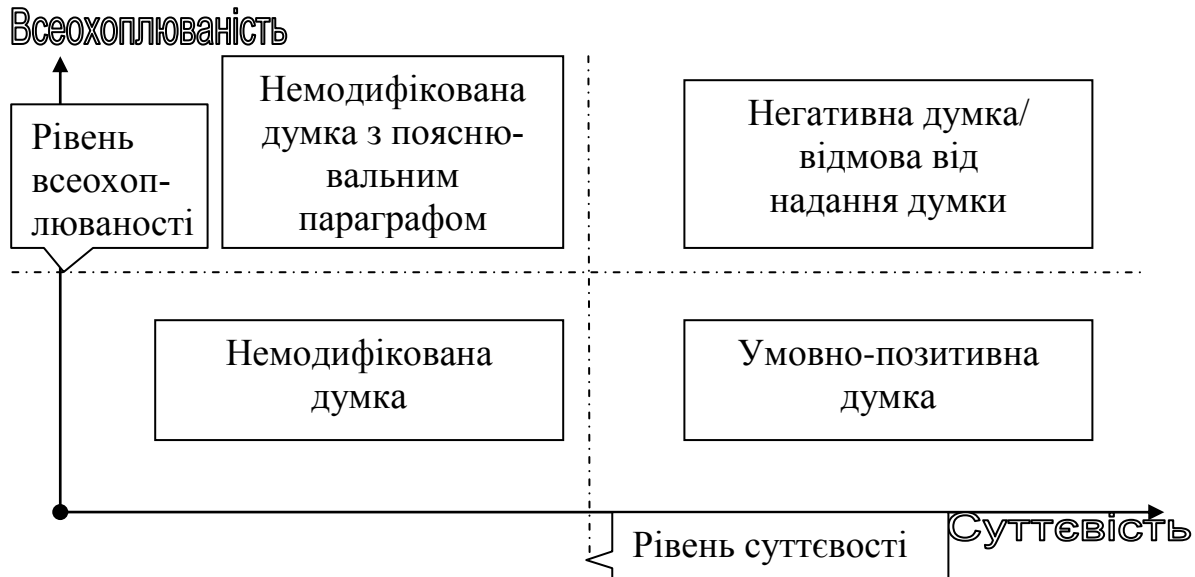 Всеохоплюваність
Рівень
всеохоп-
люваності
Немодифікована
думка з поясню-
вальним
параграфом
Негативна думка/
відмова від
надання думки
Немодифікована
думка
Умовно-позитивна
думка
Рівень суттєвості
Суттєвість